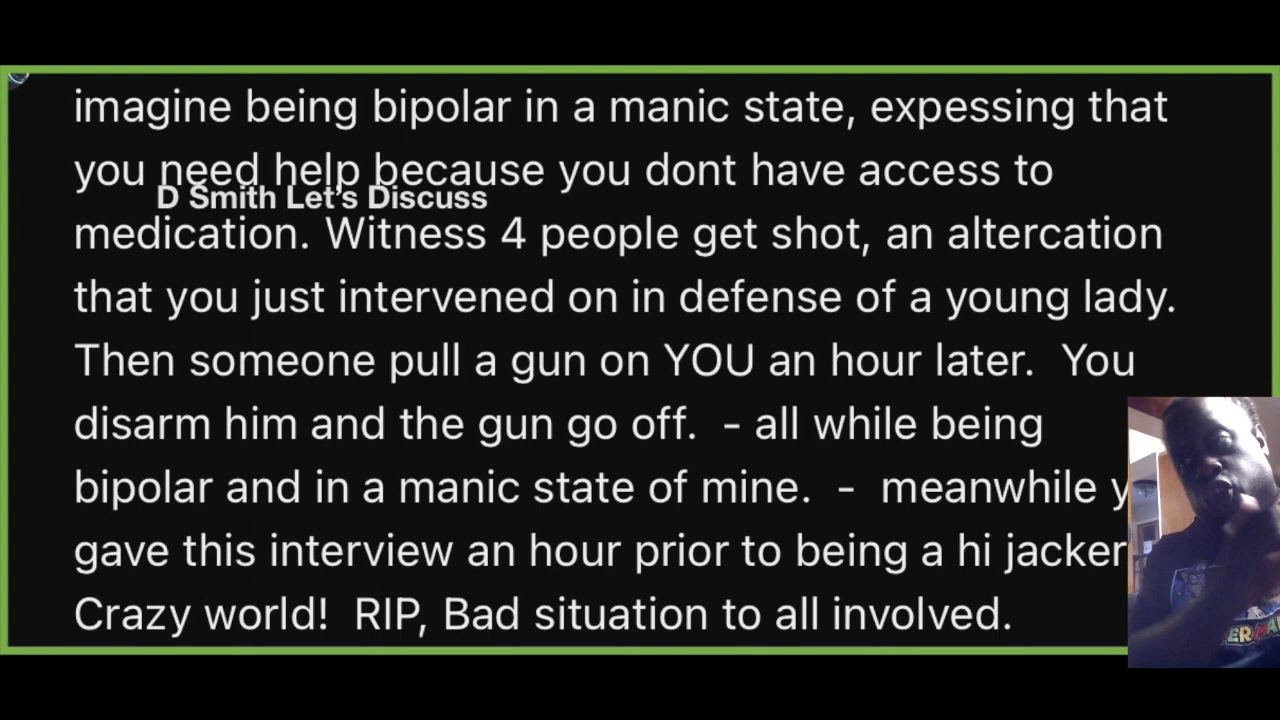 imagine being bipolar in a manic state, expessing that
you need help because you dont have access to
D Smith Let's Discuss
medication. Witness 4 people get shot, an altercation
that you just intervened on in defense of a young lady.
Then someone pull a gun on YOU an hour later. You
disarm him and the gun go off. - all while being
bipolar and in a manic state of mine. - meanwhile
gave this interview an hour prior to being a hi jacker
Crazy world! RIP, Bad situation to all involved.